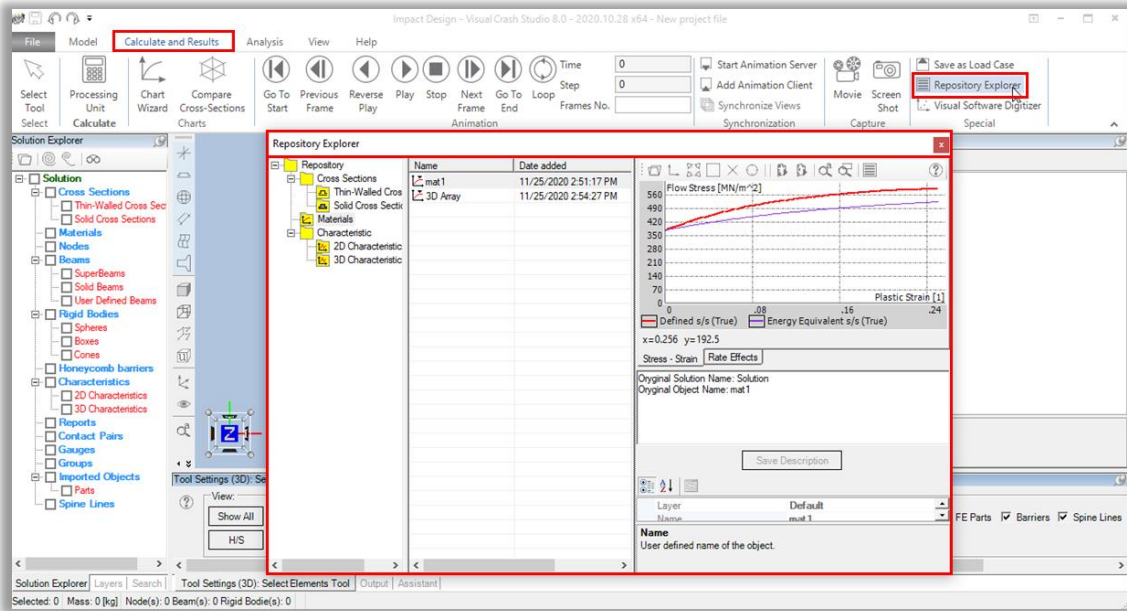 Impact Design - Visual Crash Studio 8.0 - 2020.10.28 x64 - New project file
File Model Calculate and Results Analysis View Help
Select Tool
Processing Unit
Chart Wizard
Compare Cross-Sections
Go To Start
Previous Frame
Reverse Play
Play
Stop
Next Frame
Go To End
Loop
Time 0
Step 0
Frames No.
Start Animation Server
Add Animation Client
Synchronize Views
Movie
Screen Shot
Save as Load Case
Repository Explorer
Visual Software Digitizer
Select Calculate Charts Animation Synchronization Capture Special
Solution Explorer
Solution
Cross Sections
Thin-Walled Cross Sec
Solid Cross Sections
Materials
Nodes
Beams
SuperBeams
Solid Beams
User Defined Beams
Rigid Bodies
Spheres
Boxes
Cones
Honeycomb barriers
Characteristics
2D Characteristics
3D Characteristics
Reports
Contact Pairs
Gauges
Groups
Imported Objects
Parts
Spine Lines
Z
Repository Explorer
Repository
Cross Sections
Thin-Walled Cros
Solid Cross Sectic
Materials
Characteristic
2D Characteristic
3D Characteristic
Name Date added
mat1 11/25/2020 2:51:17 PM
3D Array 11/25/2020 2:54:27 PM
Flow Stress [MN/m^2]
560
490
420
350
280
210
140
70
0
Plastic Strain [1]
0 .08 .16 .24
Defined s/s (True) Energy Equivalent s/s (True)
x=0.256 y=192.5
Stress - Strain Rate Effects
Oryginal Solution Name: Solution
Oryginal Object Name: mat1
Save Description
Layer Default
Name mat1
Name
User defined name of the object.
Tool Settings (3D): Se
View:
Show All
H/S
FE Parts Barriers Spine Lines
Solution Explorer Layers Search
Tool Settings (3D): Select Elements Tool Output Assistant
Selected: 0 Mass: 0 [kg] Node(s): 0 Beam(s): 0 Rigid Bodie(s): 0